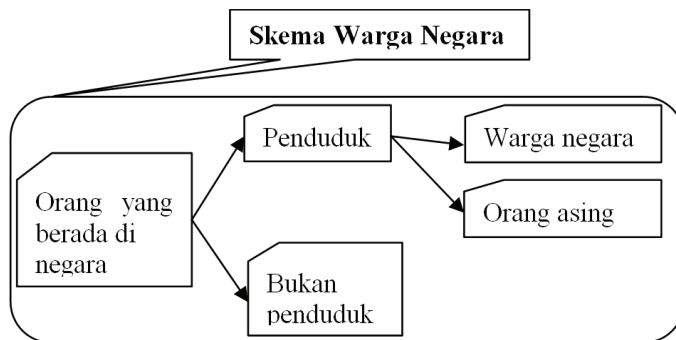 Skema Warga Negara
Penduduk
Warga negara
Orang yang
berada di
negara
Orang asing
Bukan
penduduk